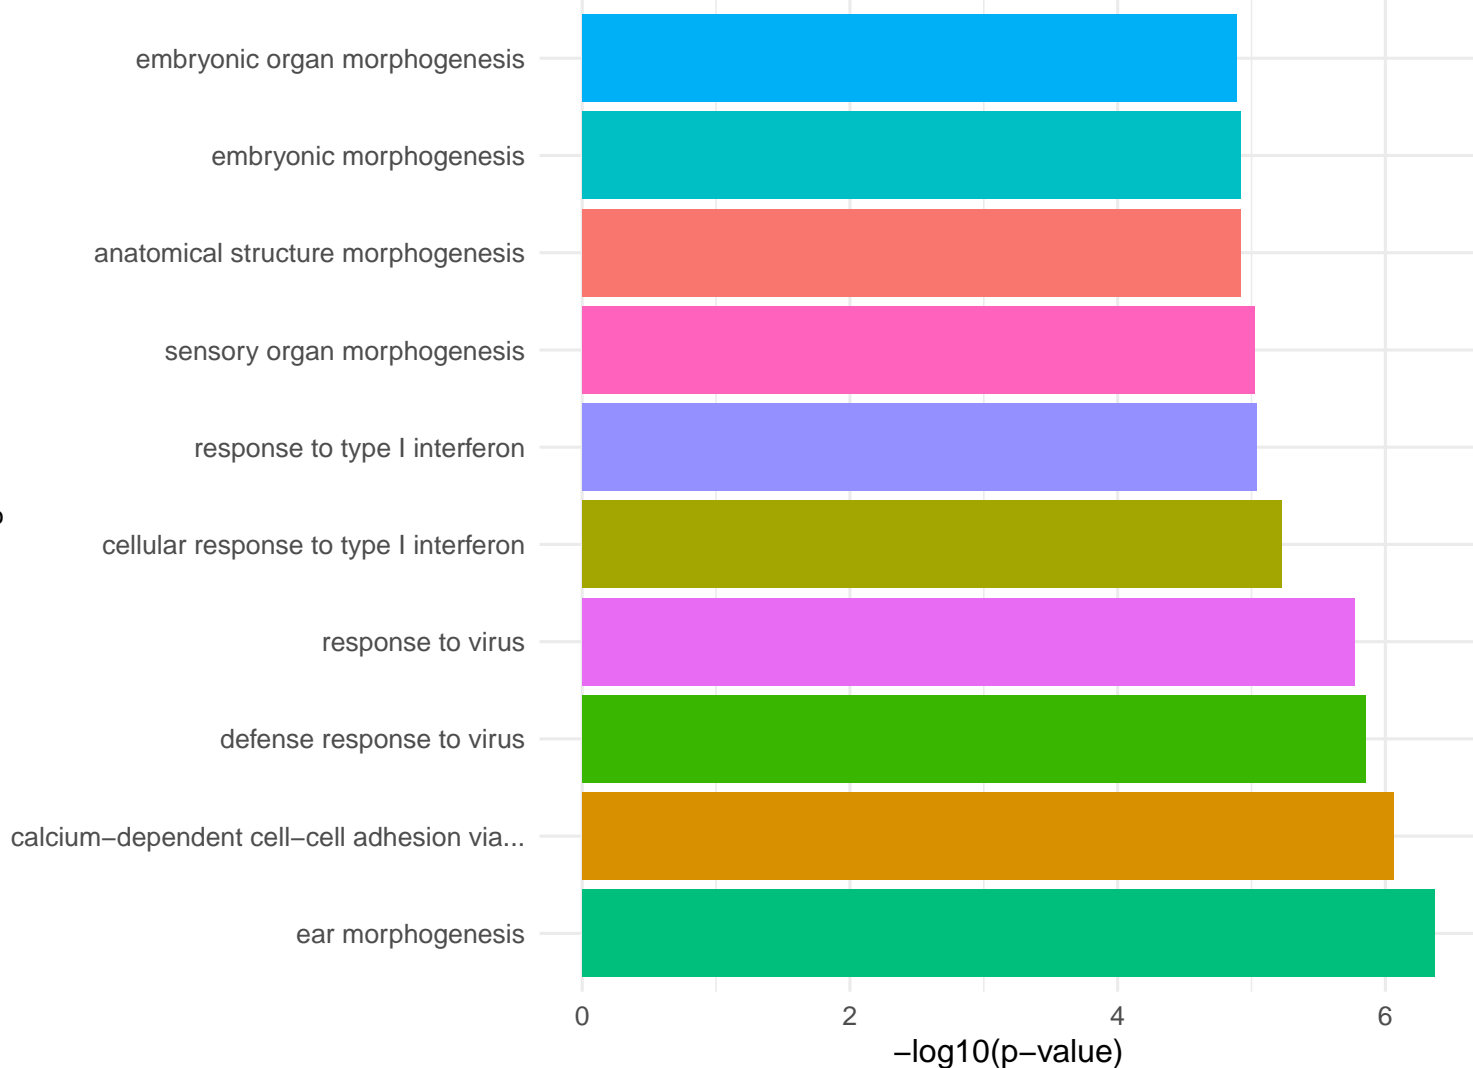 embryonic organ morphogenesis
embryonic morphogenesis
anatomical structure morphogenesis
sensory organ morphogenesis
response to type I interferon
cellular response to type I interferon
response to virus
defense response to virus
calcium−dependent cell−cell adhesion via...
ear morphogenesis
0 2 4 6
−log10(p−value)